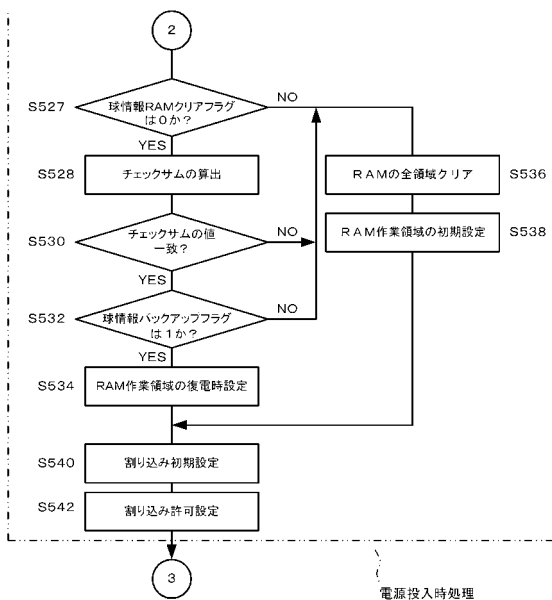 2
S527
球情報RAMクリアフラグ
は0か？
NO
YES
S528
チェックサムの算出
RAMの全領域クリア
S536
S530
チェックサムの値
一致？
NO
RAM作業領域の初期設定
S538
YES
S532
球情報バックアップフラグ
は1か？
NO
YES
S534
RAM作業領域の復電時設定
S540
割り込み初期設定
S542
割り込み許可設定
3
電源投入時処理